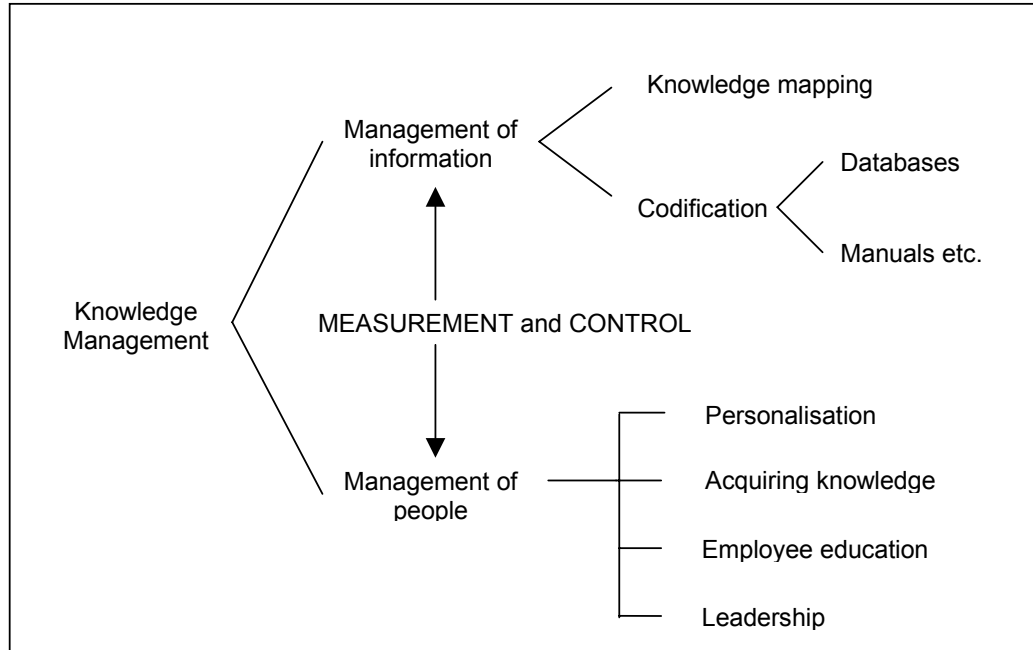 Knowledge mapping
Management of
information
Databases
Codification
Manuals etc.
Knowledge
Management
MEASUREMENT and CONTROL
Personalisation
Management of
people
Acquiring knowledge
Employee education
Leadership